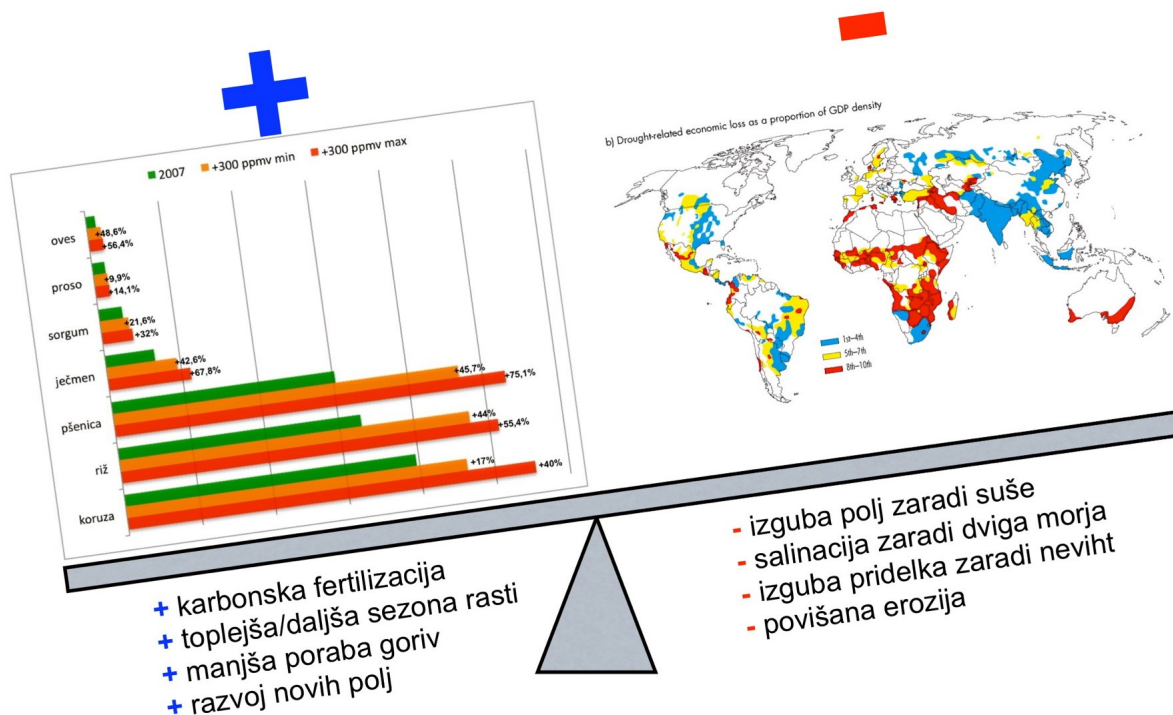 +
-
2007 +300 ppmv min +300 ppmv max
oves
+48,6%
+56,4%
proso
+9,9%
+14,1%
sorgum
+21,6%
+32%
ječmen
+42,6%
+67,8%
pšenica
+45,7%
+75,1%
riž
+44%
+55,4%
koruza
+17%
+40%
b) Drought-related economic loss as a proportion of GDP density
1st–4th
5th–7th
8th–10th
+ karbonska fertilizacija
+ toplejša/daljša sezona rasti
+ manjša poraba goriv
+ razvoj novih polj
- izguba polj zaradi suše
- salinacija zaradi dviga morja
- izguba pridelka zaradi neviht
- povišana erozija